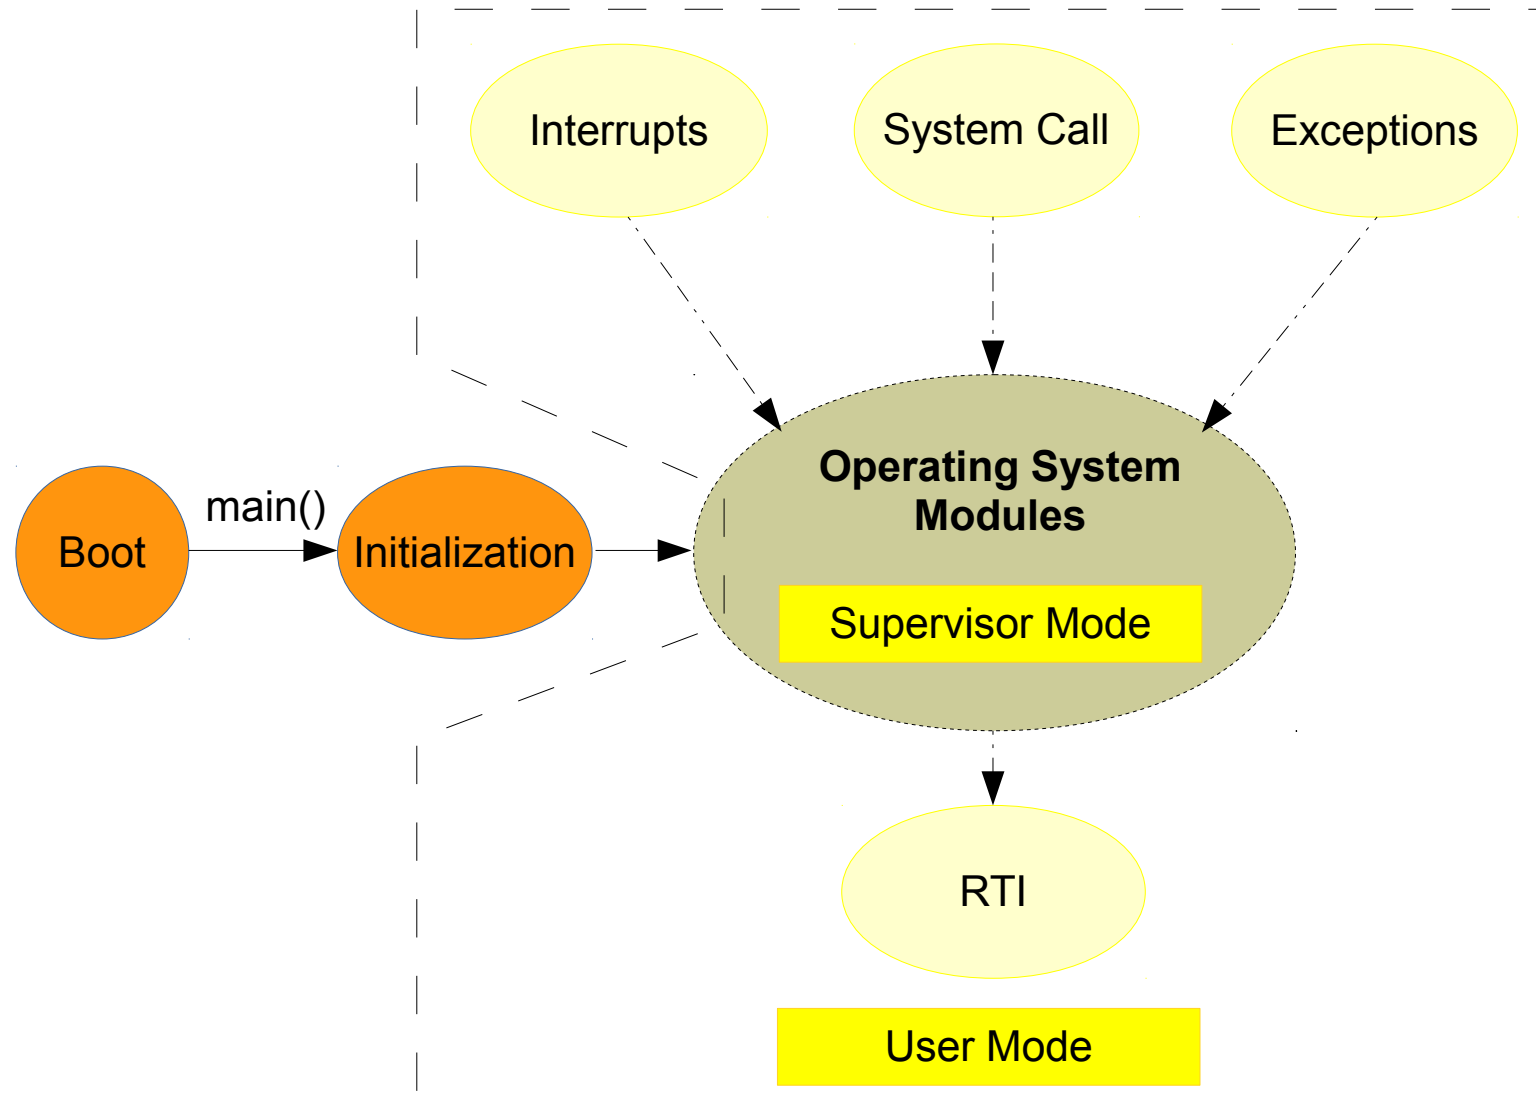 Interrupts
System Call
Exceptions
Operating System
Modules
main()
Boot
Initialization
Supervisor Mode
RTI
User Mode